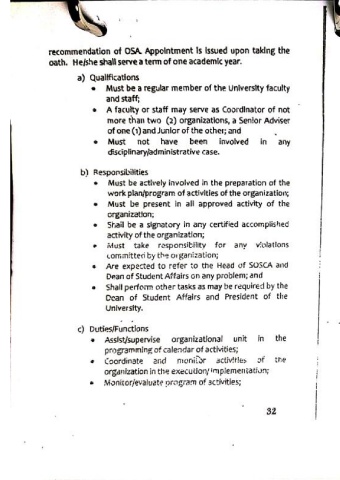 recommendation of OSA. Appointment is issued upon taking the
oath. He/she shall serve a term of one academic year.
a) Qualifications
• Must be a regular member of the University faculty
and staff;
• A faculty or staff may serve as Coordinator of not
more than two (2) organizations, a Senior Adviser
of one (1) and Junior of the other; and
• Must not have been involved in any
disciplinary/administrative case.
b) Responsibilities
• Must be actively involved in the preparation of the
work plan/program of activities of the organization;
• Must be present in all approved activity of the
organization;
• Shall be a signatory in any certified accomplished
activity of the organization;
• Must take responsibility for any violations
committed by the organization;
• Are expected to refer to the Head of SOSCA and
Dean of Student Affairs on any problem; and
• Shall perform other tasks as may be required by the
Dean of Student Affairs and President of the
University.
c) Duties/Functions
• Assist/supervise organizational unit in the
programming of calendar of activities;
• Coordinate and monitor activities of the
organization in the execution/implementation;
• Monitor/evaluate program of activities;
32